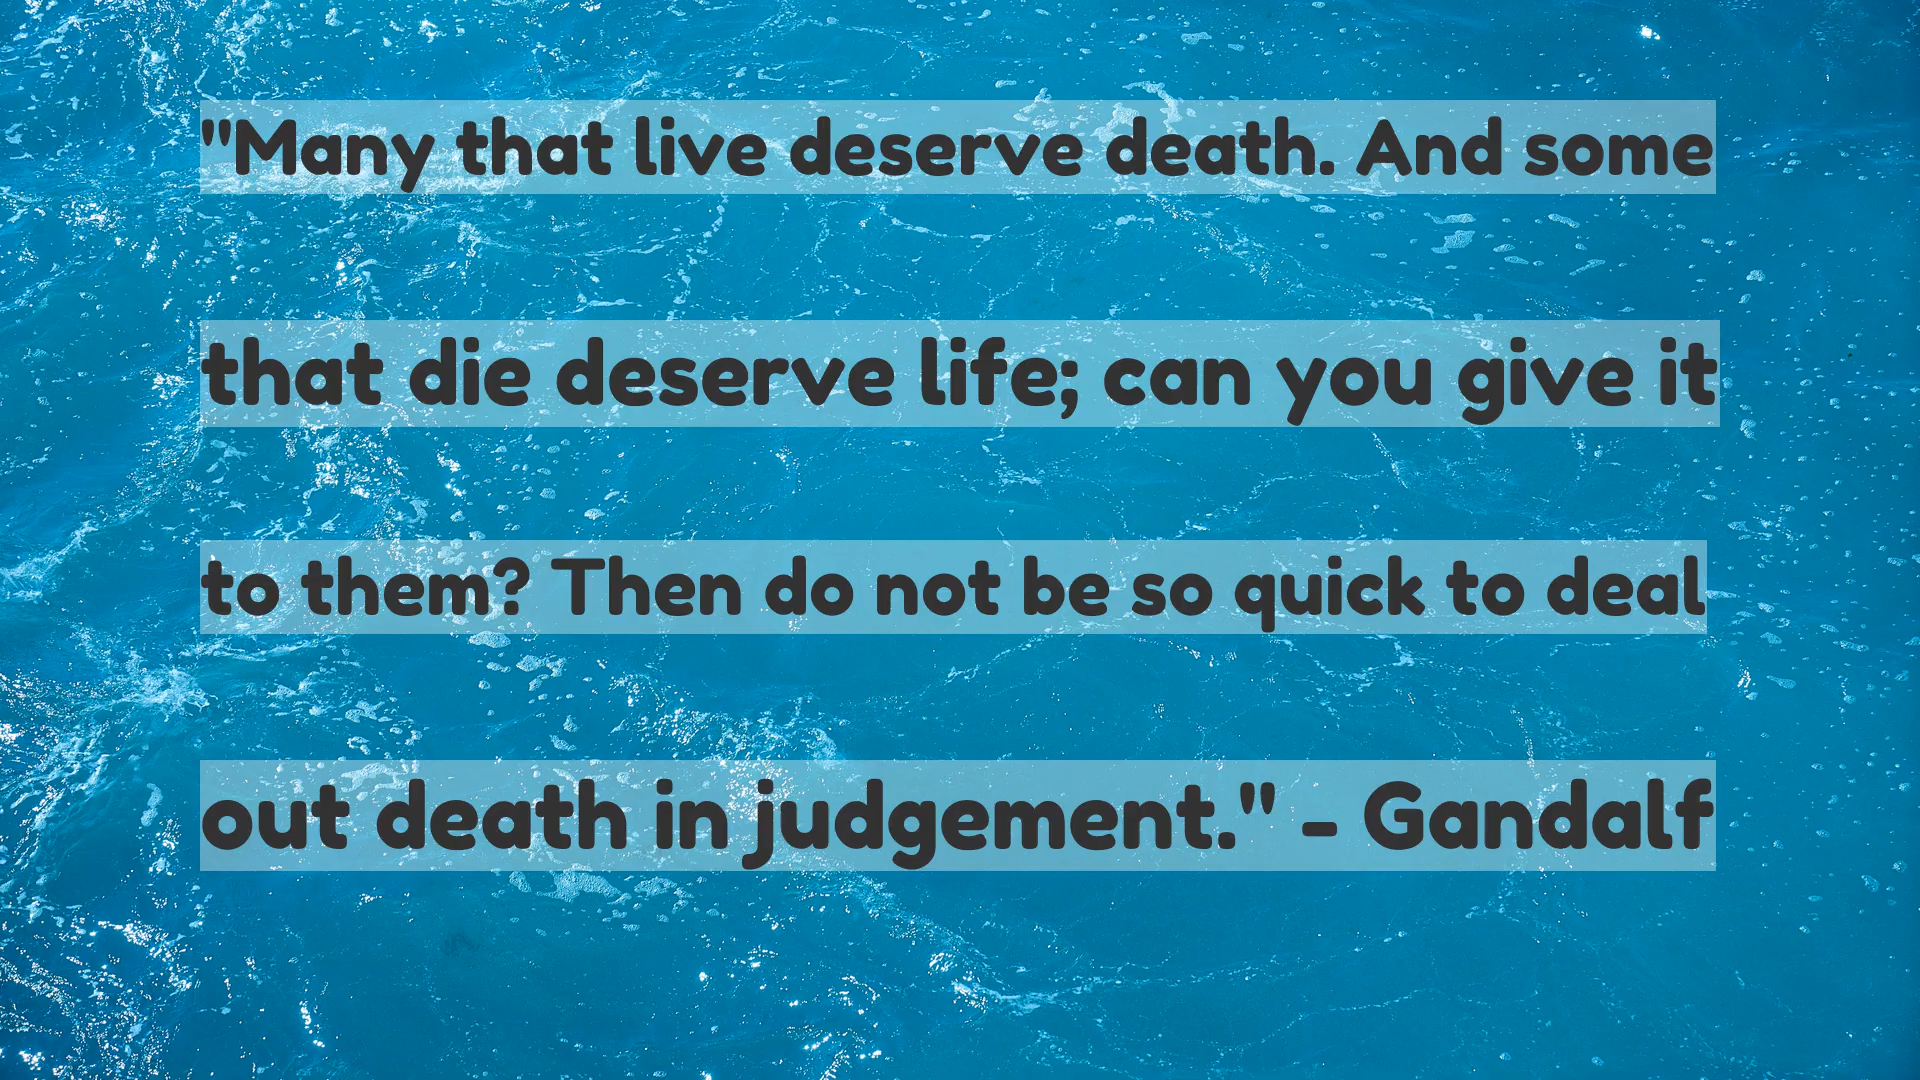 "Many that live deserve death. And some
that die deserve life; can you give it
to them? Then do not be so quick to deal
out death in judgement." - Gandalf